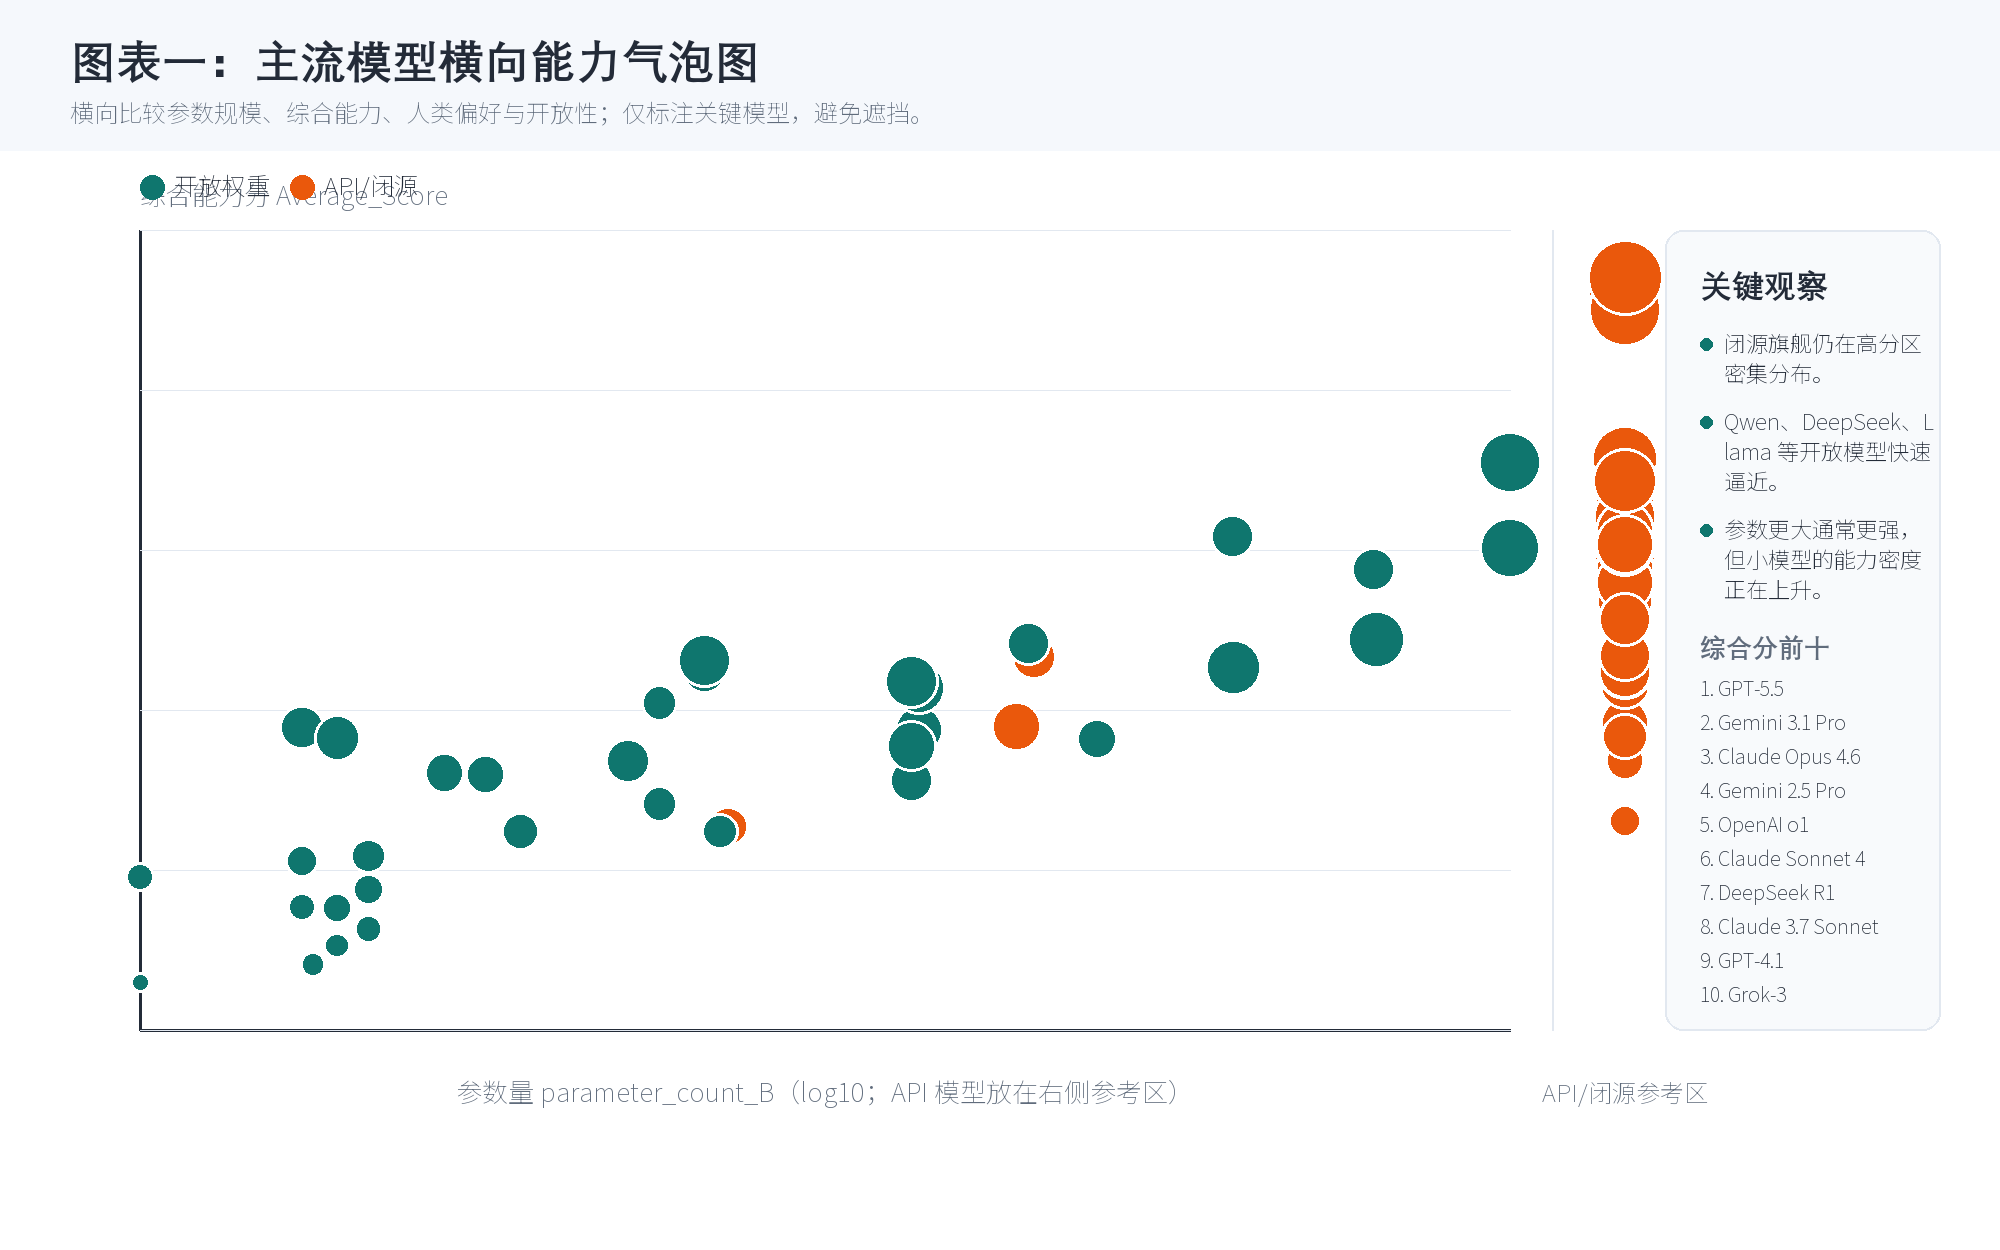 图表一：主流模型横向能力气泡图
横向比较参数规模、综合能力、人类偏好与开放性；仅标注关键模型，避免遮挡。
开放权重
API/闭源
综合能力分 Average_Score
关键观察
闭源旗舰仍在高分区
密集分布。
Qwen、DeepSeek、L
lama 等开放模型快速
逼近。
参数更大通常更强，
但小模型的能力密度
正在上升。
综合分前十
1. GPT-5.5
2. Gemini 3.1 Pro
3. Claude Opus 4.6
4. Gemini 2.5 Pro
5. OpenAI o1
6. Claude Sonnet 4
7. DeepSeek R1
8. Claude 3.7 Sonnet
9. GPT-4.1
10. Grok-3
参数量 parameter_count_B（log10；API 模型放在右侧参考区）
API/闭源参考区